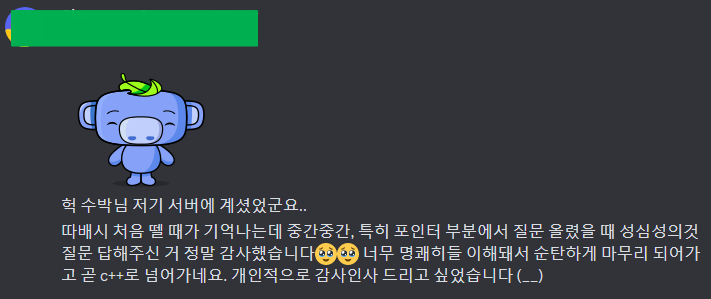 헉 수박님 저기 서버에 계셨었군요..
따배시 처음 뗄 때가 기억나는데 중간중간, 특히 포인터 부분에서 질문 올렸을 때 성심성의것
질문 답해주신 거 정말 감사했습니다🥹🥹 너무 명쾌히들 이해돼서 순탄하게 마무리 되어가
고 곧 c++로 넘어가네요. 개인적으로 감사인사 드리고 싶었습니다 (__)